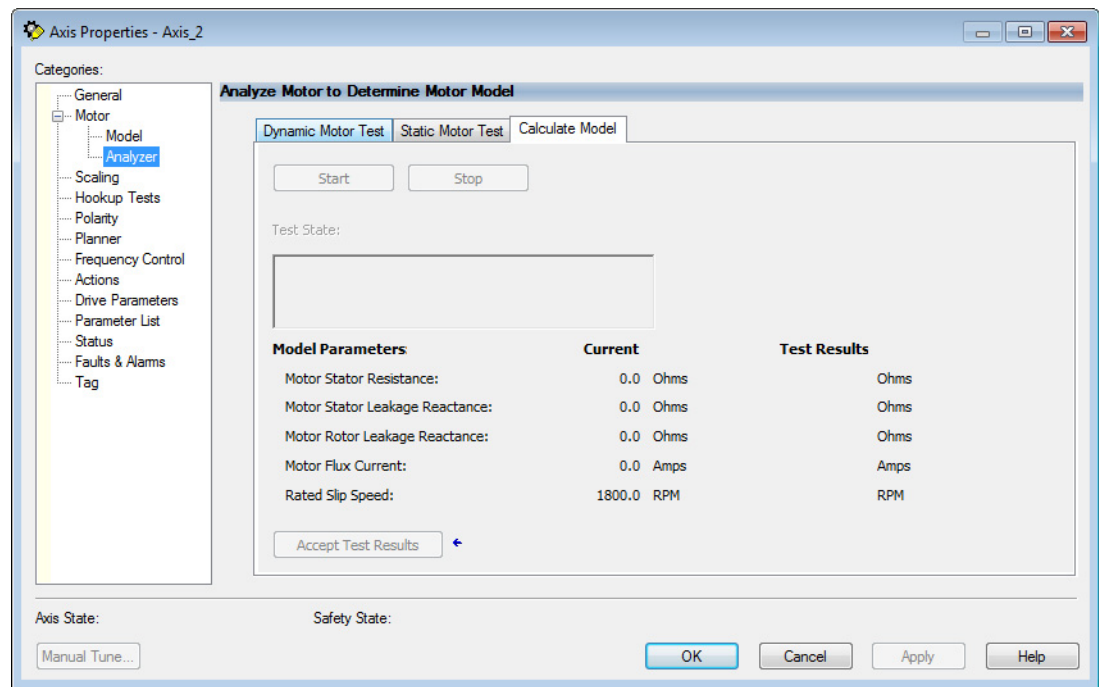 Axis Properties - Axis_2
Categories:
General
Motor
Model
Analyzer
Scaling
Hookup Tests
Polarity
Planner
Frequency Control
Actions
Drive Parameters
Parameter List
Status
Faults & Alarms
Tag
Analyze Motor to Determine Motor Model
Dynamic Motor Test Static Motor Test Calculate Model
Start Stop
Test State:
Model Parameters Current Test Results
Motor Stator Resistance: 0.0 Ohms Ohms
Motor Stator Leakage Reactance: 0.0 Ohms Ohms
Motor Rotor Leakage Reactance: 0.0 Ohms Ohms
Motor Flux Current: 0.0 Amps Amps
Rated Slip Speed: 1800.0 RPM RPM
Accept Test Results
Axis State: Safety State:
Manual Tune... OK Cancel Apply Help